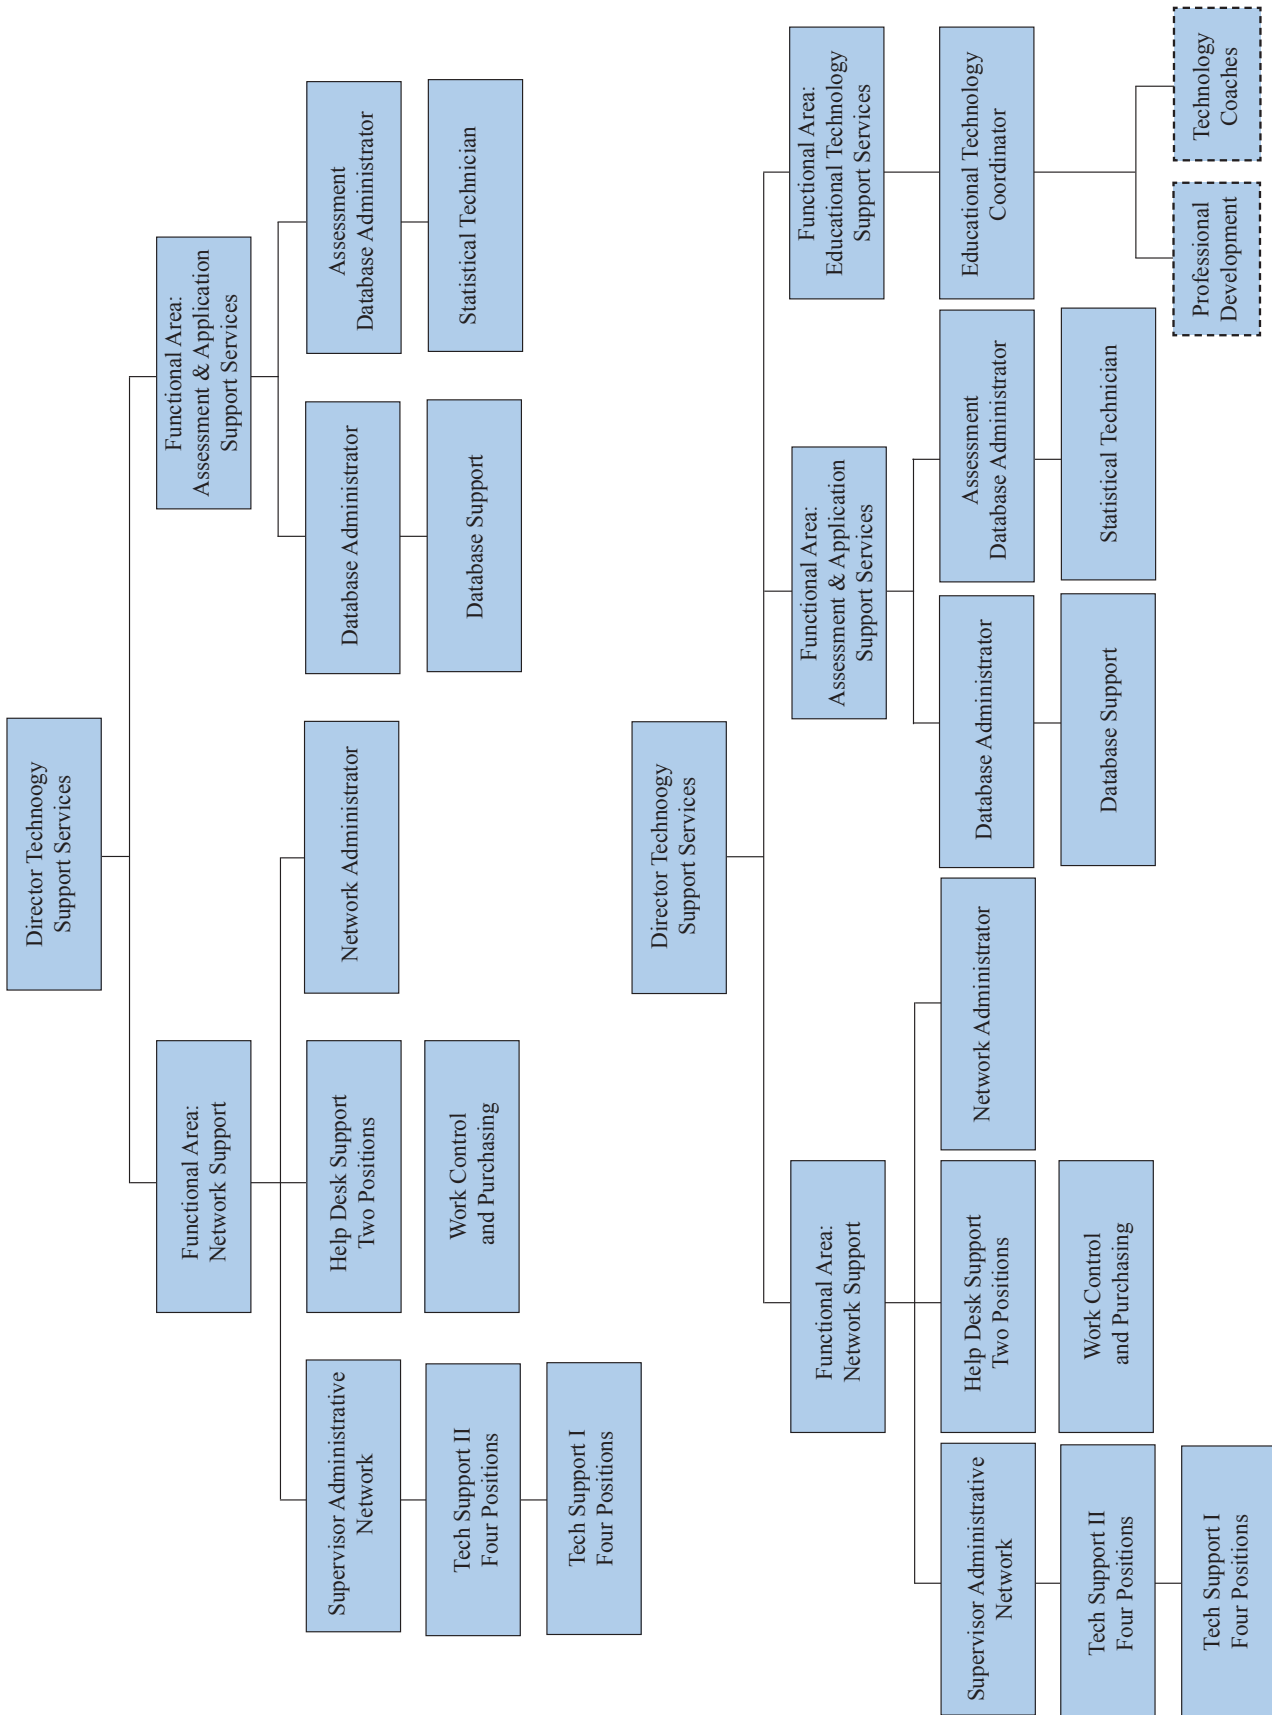 Director Technoogy
Support Services
Functional Area:
Network Support
Functional Area:
Assessment & Application
Support Services
Supervisor Administrative
Network
Help Desk Support
Two Positions
Network Administrator
Database Administrator
Assessment
Database Administrator
Tech Support II
Four Positions
Work Control
and Purchasing
Database Support
Statistical Technician
Tech Support I
Four Positions
Director Technoogy
Support Services
Functional Area:
Network Support
Functional Area:
Assessment & Application
Support Services
Functional Area:
Educational Technology
Support Services
Supervisor Administrative
Network
Help Desk Support
Two Positions
Network Administrator
Database Administrator
Assessment
Database Administrator
Educational Technology
Coordinator
Tech Support II
Four Positions
Work Control
and Purchasing
Database Support
Statistical Technician
Professional
Development
Technology
Coaches
Tech Support I
Four Positions